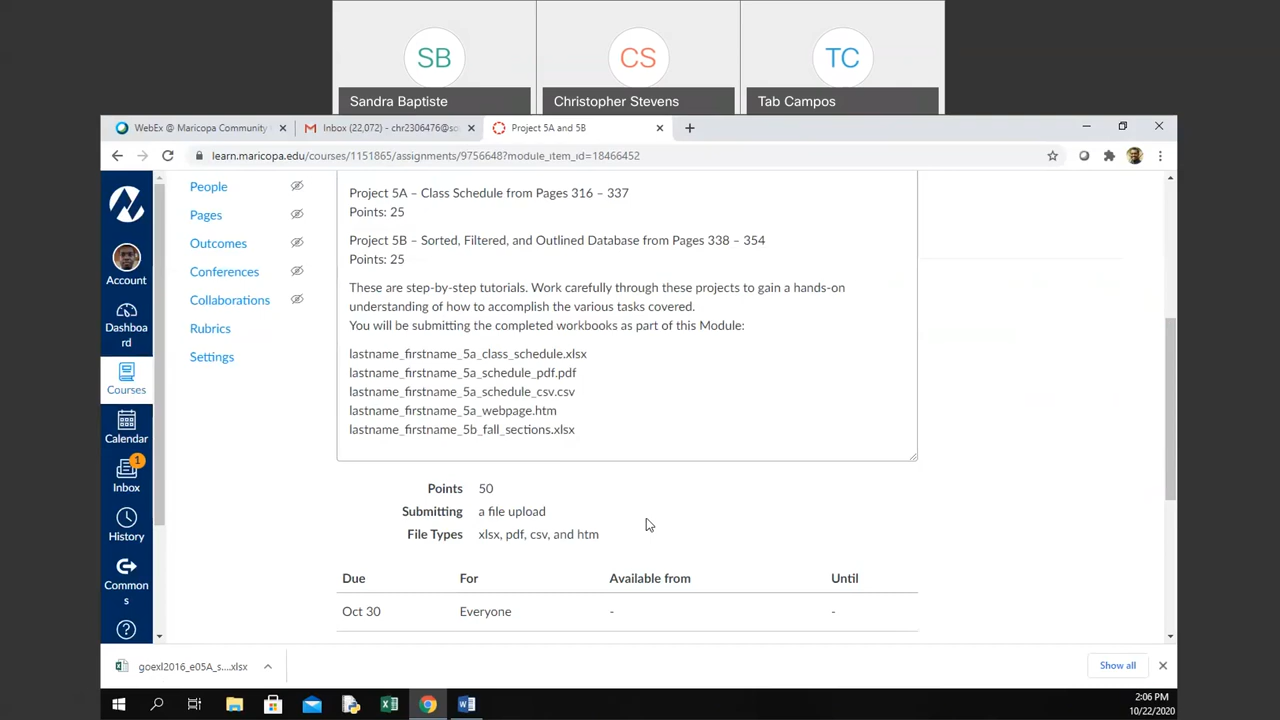 SB
CS
TC
Sandra Baptiste
Christopher Stevens
Tab Campos
WebEx @ Maricopa Community
Inbox (22,072) - chr2306476@so
Project 5A and 5B
learn.maricopa.edu/courses/1151865/assignments/9756648?module_item_id=18466452
People
Pages
Outcomes
Conferences
Collaborations
Rubrics
Settings
Account
Dashboa
rd
Courses
Calendar
1
Inbox
History
Common
s
Project 5A – Class Schedule from Pages 316 – 337
Points: 25
Project 5B – Sorted, Filtered, and Outlined Database from Pages 338 – 354
Points: 25
These are step-by-step tutorials. Work carefully through these projects to gain a hands-on
understanding of how to accomplish the various tasks covered.
You will be submitting the completed workbooks as part of this Module:
lastname_firstname_5a_class_schedule.xlsx
lastname_firstname_5a_schedule_pdf.pdf
lastname_firstname_5a_schedule_csv.csv
lastname_firstname_5a_webpage.htm
lastname_firstname_5b_fall_sections.xlsx
Points 50
Submitting a file upload
File Types xlsx, pdf, csv, and htm
Due For Available from Until
Oct 30 Everyone - -
goexl2016_e05A_s....xlsx
Show all
2:06 PM
10/22/2020